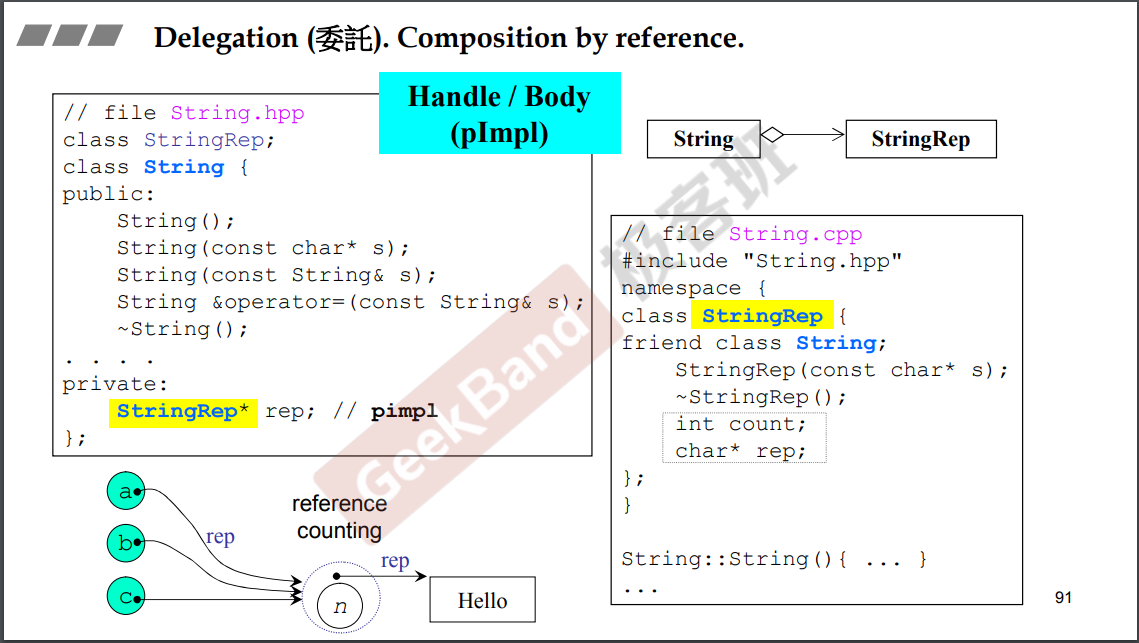 Delegation (委託). Composition by reference.
Handle / Body
(pImpl)
// file String.hpp
class StringRep;
class String {
public:
String();
String(const char* s);
String(const String& s);
String &operator=(const String& s);
~String();
. . . .
private:
StringRep* rep; // pimpl
};
String
StringRep
// file String.cpp
#include "String.hpp"
namespace {
class StringRep {
friend class String;
StringRep(const char* s);
~StringRep();
int count;
char* rep;
};
}
String::String(){ ... }
...
a
b
c
rep
reference
counting
rep
n
Hello
GeekBand 极客班
91